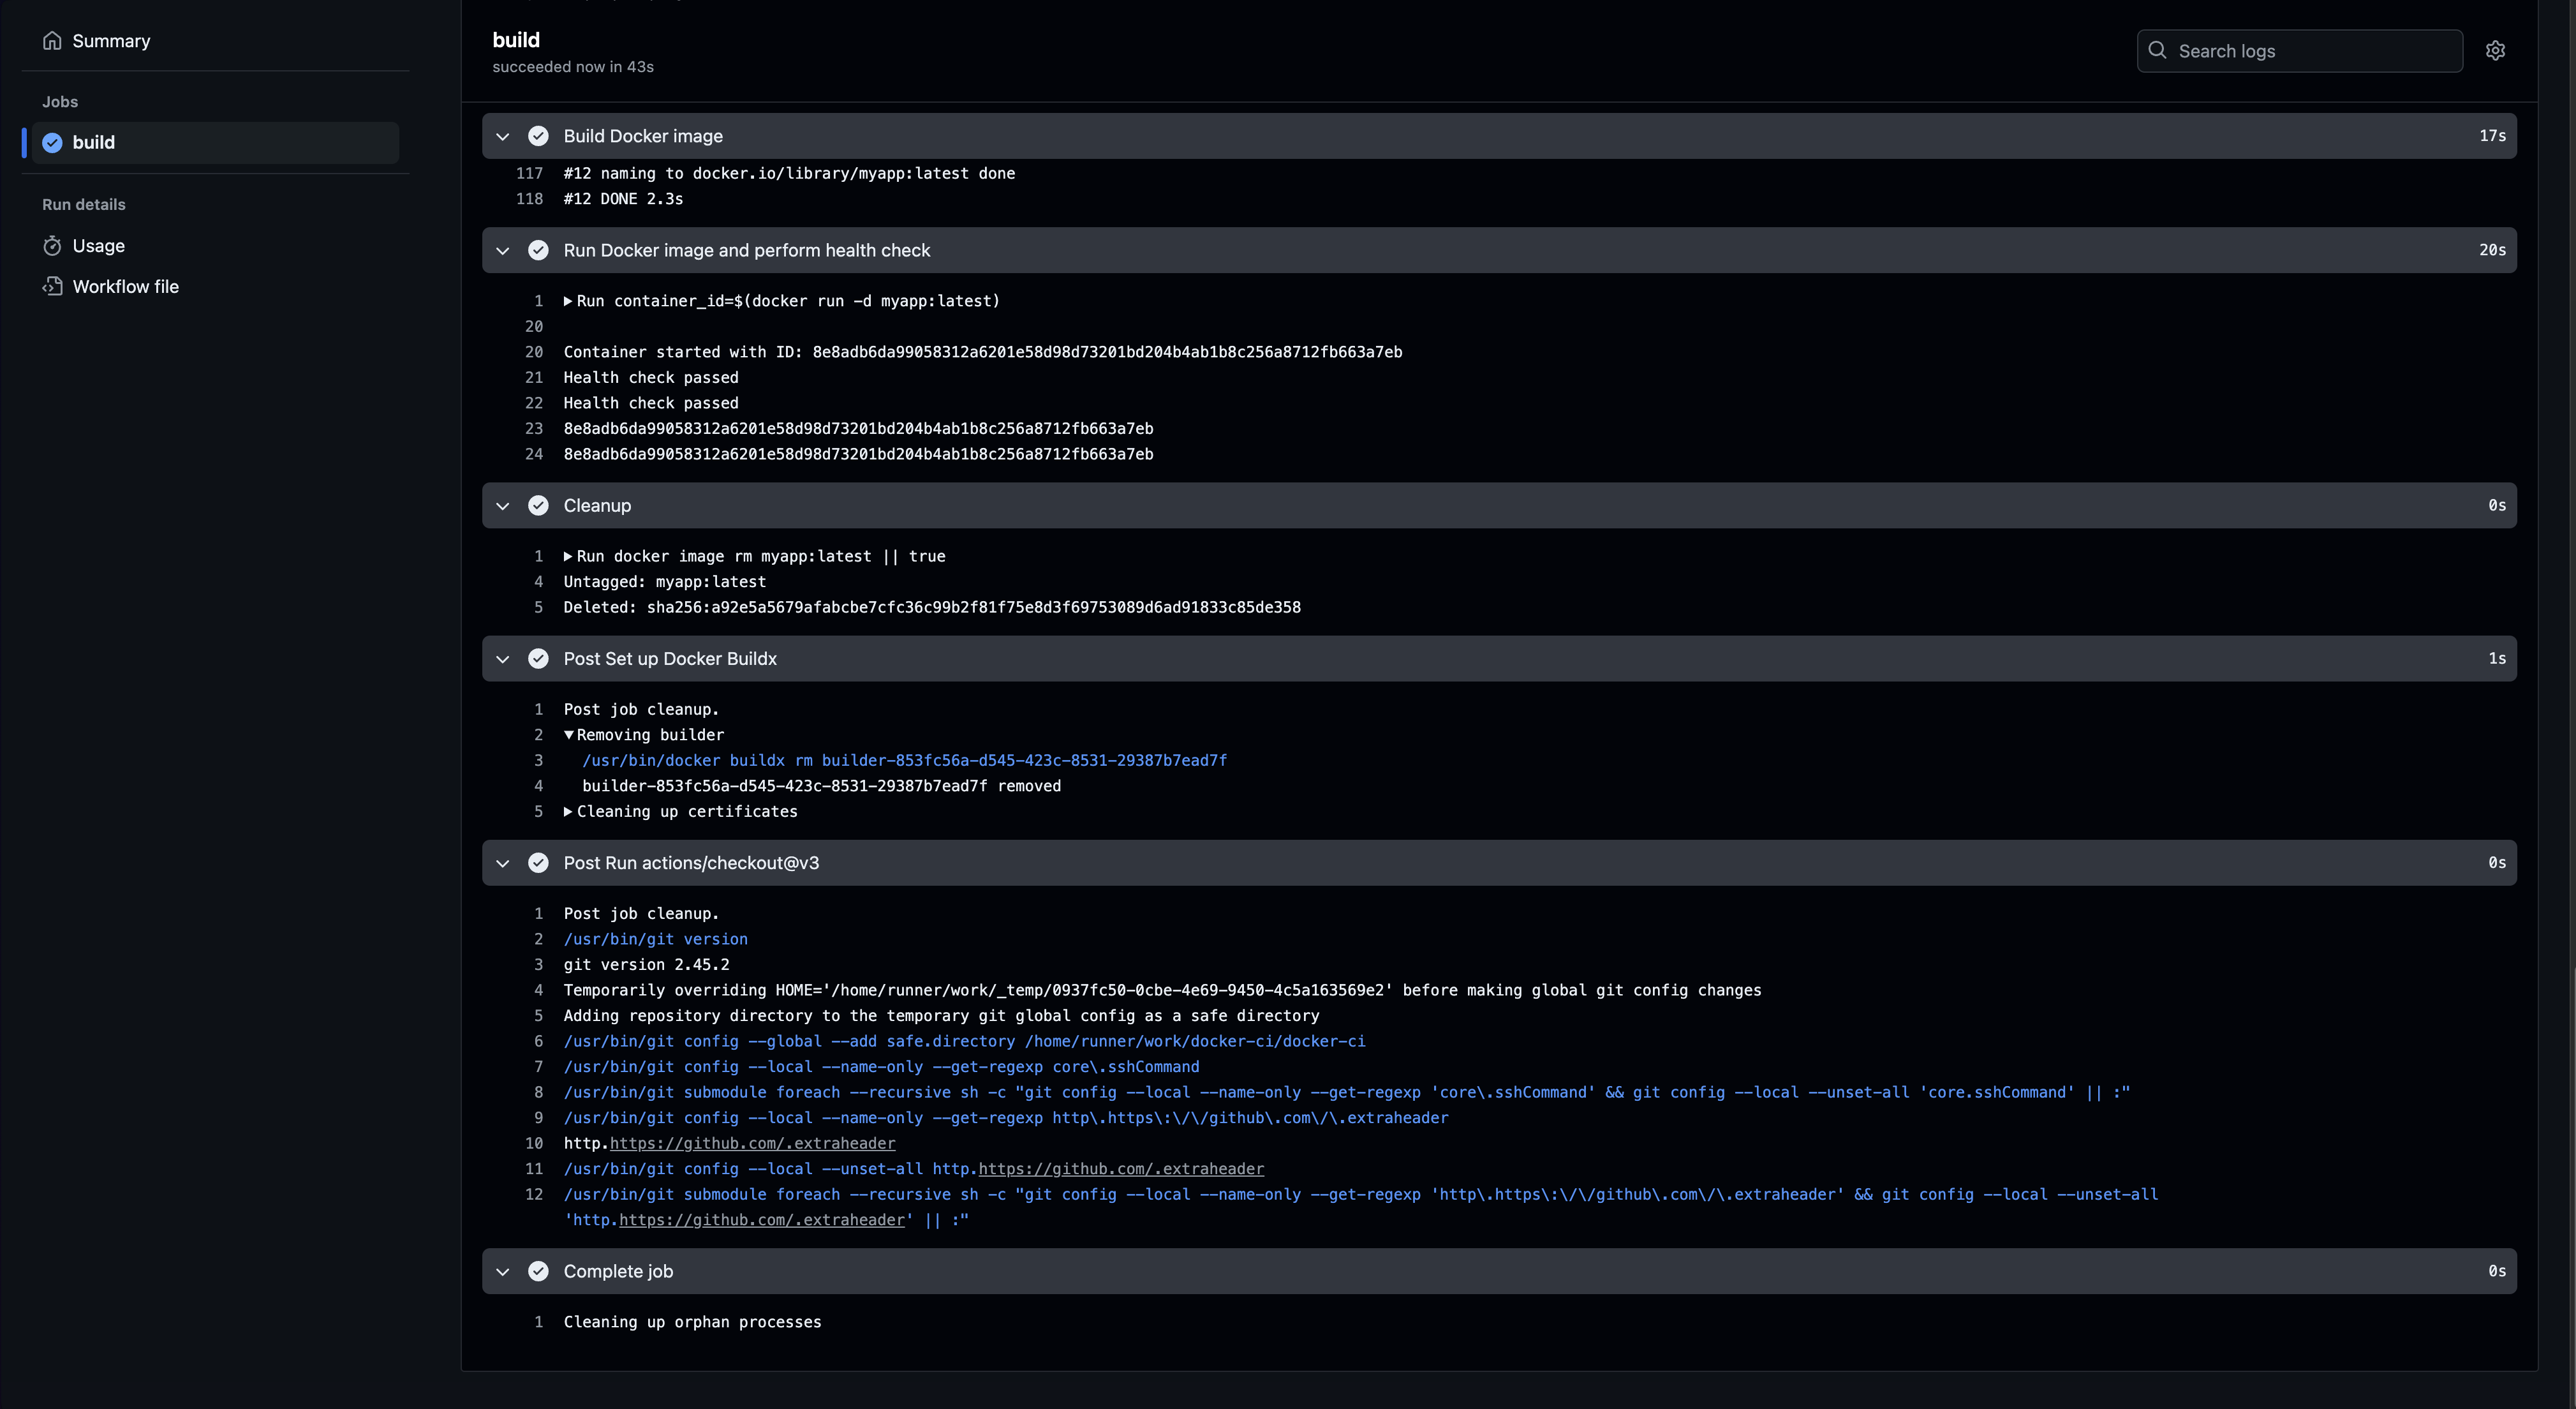 Summary
Jobs
build
Run details
Usage
Workflow file
build
succeeded now in 43s
Search logs
Build Docker image 17s
117 #12 naming to docker.io/library/myapp:latest done
118 #12 DONE 2.3s
Run Docker image and perform health check 20s
1 Run container_id=$(docker run -d myapp:latest)
20
20 Container started with ID: 8e8adb6da99058312a6201e58d98d73201bd204b4ab1b8c256a8712fb663a7eb
21 Health check passed
22 Health check passed
23 8e8adb6da99058312a6201e58d98d73201bd204b4ab1b8c256a8712fb663a7eb
24 8e8adb6da99058312a6201e58d98d73201bd204b4ab1b8c256a8712fb663a7eb
Cleanup 0s
1 Run docker image rm myapp:latest || true
4 Untagged: myapp:latest
5 Deleted: sha256:a92e5a5679afabcbe7cfc36c99b2f81f75e8d3f69753089d6ad91833c85de358
Post Set up Docker Buildx 1s
1 Post job cleanup.
2 Removing builder
3 /usr/bin/docker buildx rm builder-853fc56a-d545-423c-8531-29387b7ead7f
4 builder-853fc56a-d545-423c-8531-29387b7ead7f removed
5 Cleaning up certificates
Post Run actions/checkout@v3 0s
1 Post job cleanup.
2 /usr/bin/git version
3 git version 2.45.2
4 Temporarily overriding HOME='/home/runner/work/_temp/0937fc50-0cbe-4e69-9450-4c5a163569e2' before making global git config changes
5 Adding repository directory to the temporary git global config as a safe directory
6 /usr/bin/git config --global --add safe.directory /home/runner/work/docker-ci/docker-ci
7 /usr/bin/git config --local --name-only --get-regexp core\.sshCommand
8 /usr/bin/git submodule foreach --recursive sh -c "git config --local --name-only --get-regexp 'core\.sshCommand' && git config --local --unset-all 'core.sshCommand' || :"
9 /usr/bin/git config --local --name-only --get-regexp http\.https\:\/\/github\.com\/\.extraheader
10 http.https://github.com/.extraheader
11 /usr/bin/git config --local --unset-all http.https://github.com/.extraheader
12 /usr/bin/git submodule foreach --recursive sh -c "git config --local --name-only --get-regexp 'http\.https\:\/\/github\.com\/\.extraheader' && git config --local --unset-all
'http.https://github.com/.extraheader' || :"
Complete job 0s
1 Cleaning up orphan processes